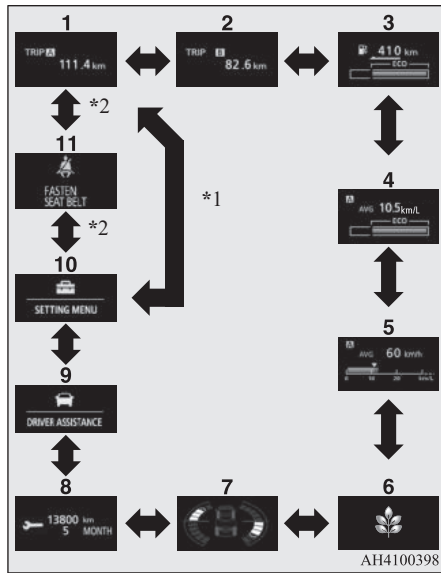 1
TRIP A
111.4 km
2
TRIP B
82.6 km
3
410 km
ECO
*2
11
FASTEN
SEAT BELT
*1
4
A
AVG 10.5km/L
ECO
*2
10
SETTING MENU
5
A
AVG 60 km/h
0 10 20 km/L
9
DRIVER ASSISTANCE
8
13800 km
5 MONTH
7
6
AH4100398